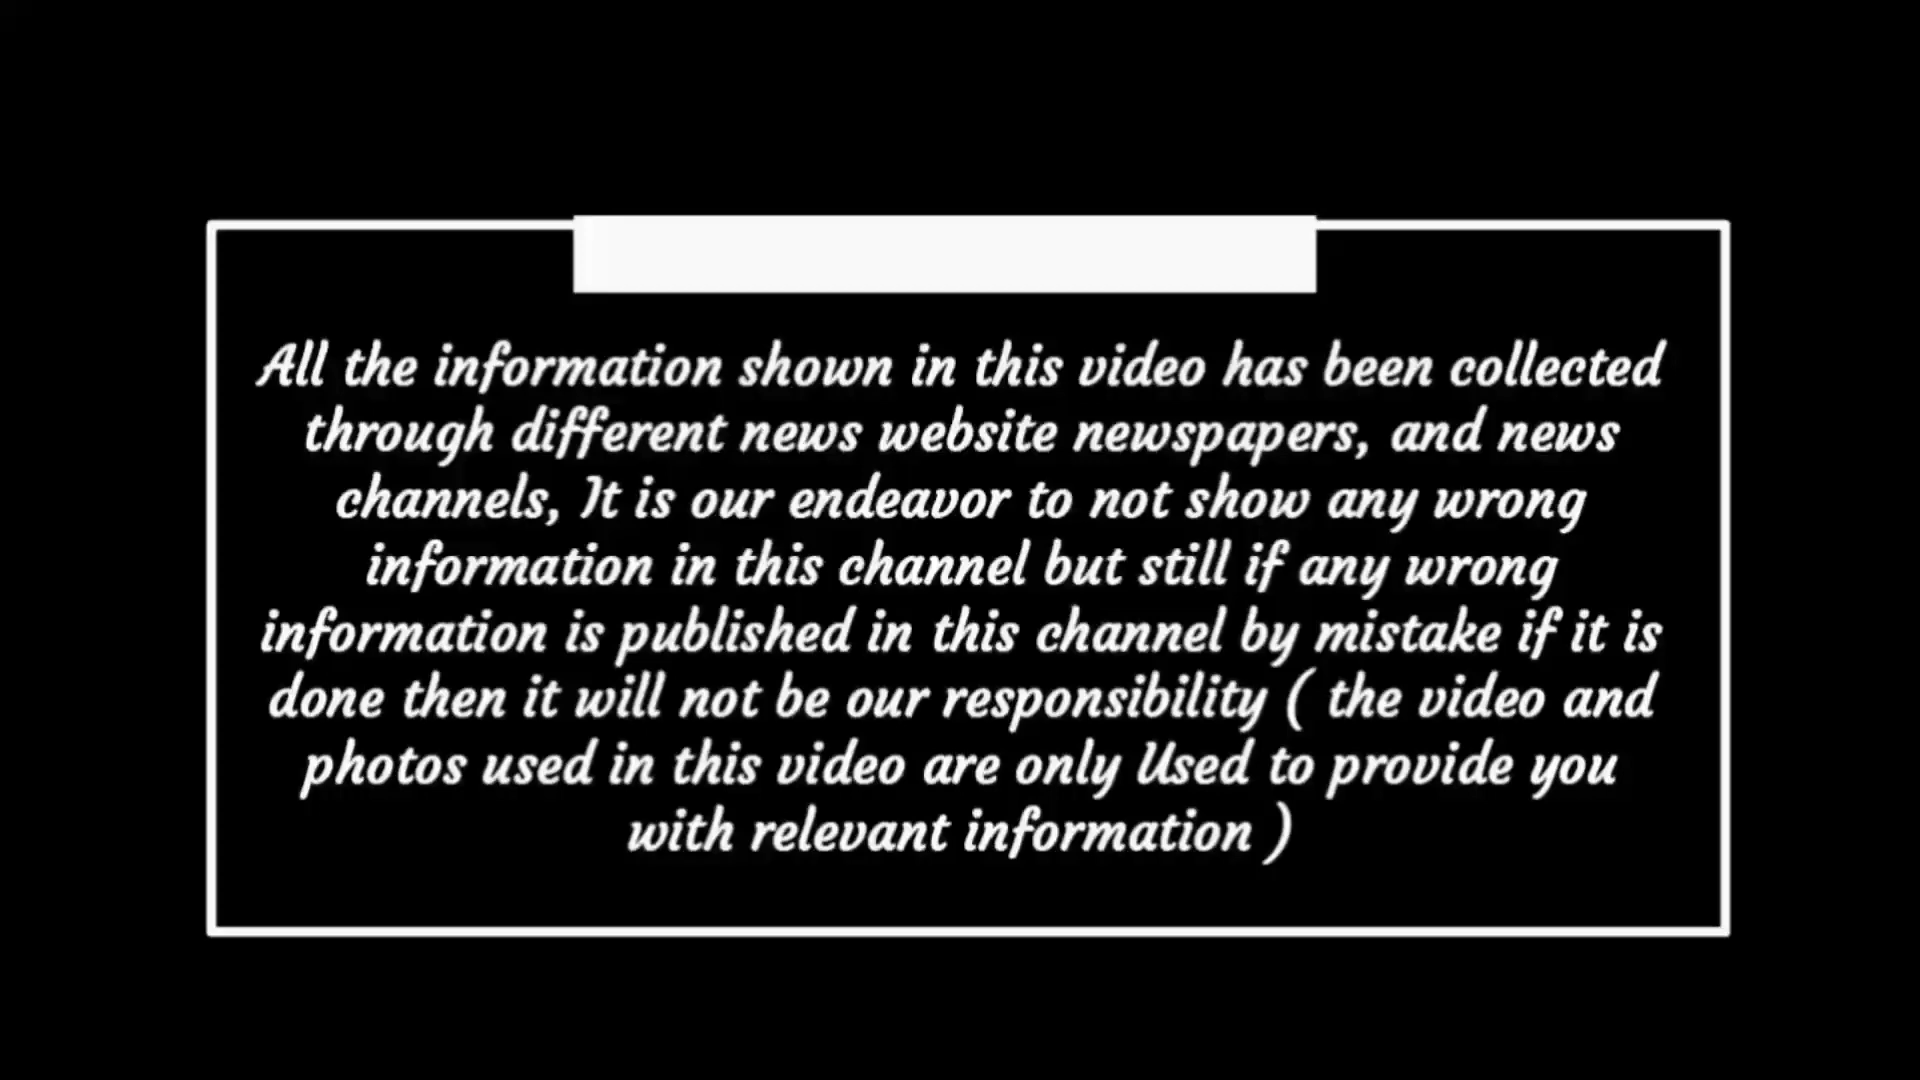 All the information shown in this video has been collected
through different news website newspapers, and news
channels, It is our endeavor to not show any wrong
information in this channel but still if any wrong
information is published in this channel by mistake if it is
done then it will not be our responsibility ( the video and
photos used in this video are only Used to provide you
with relevant information )